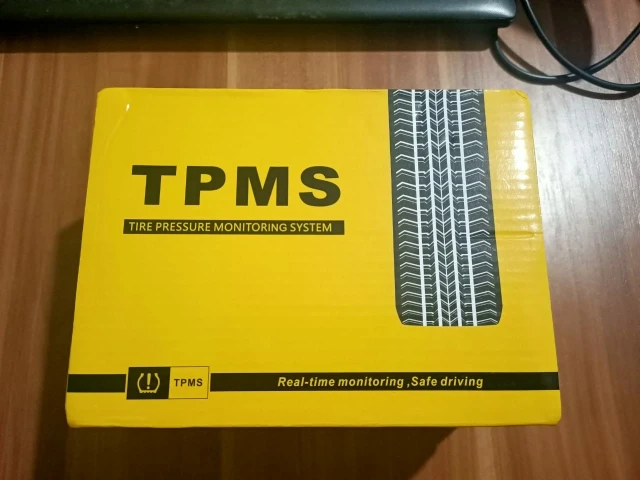 TPMS
TIRE PRESSURE MONITORING SYSTEM
TPMS
Real-time monitoring ,Safe driving